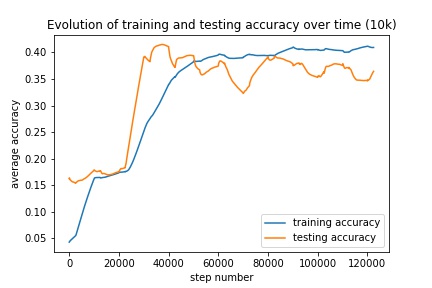 Evolution of training and testing accuracy over time (10k)
average accuracy
0.40
0.35
0.30
0.25
0.20
0.15
0.10
0.05
training accuracy
testing accuracy
0 20000 40000 60000 80000 100000 120000
step number